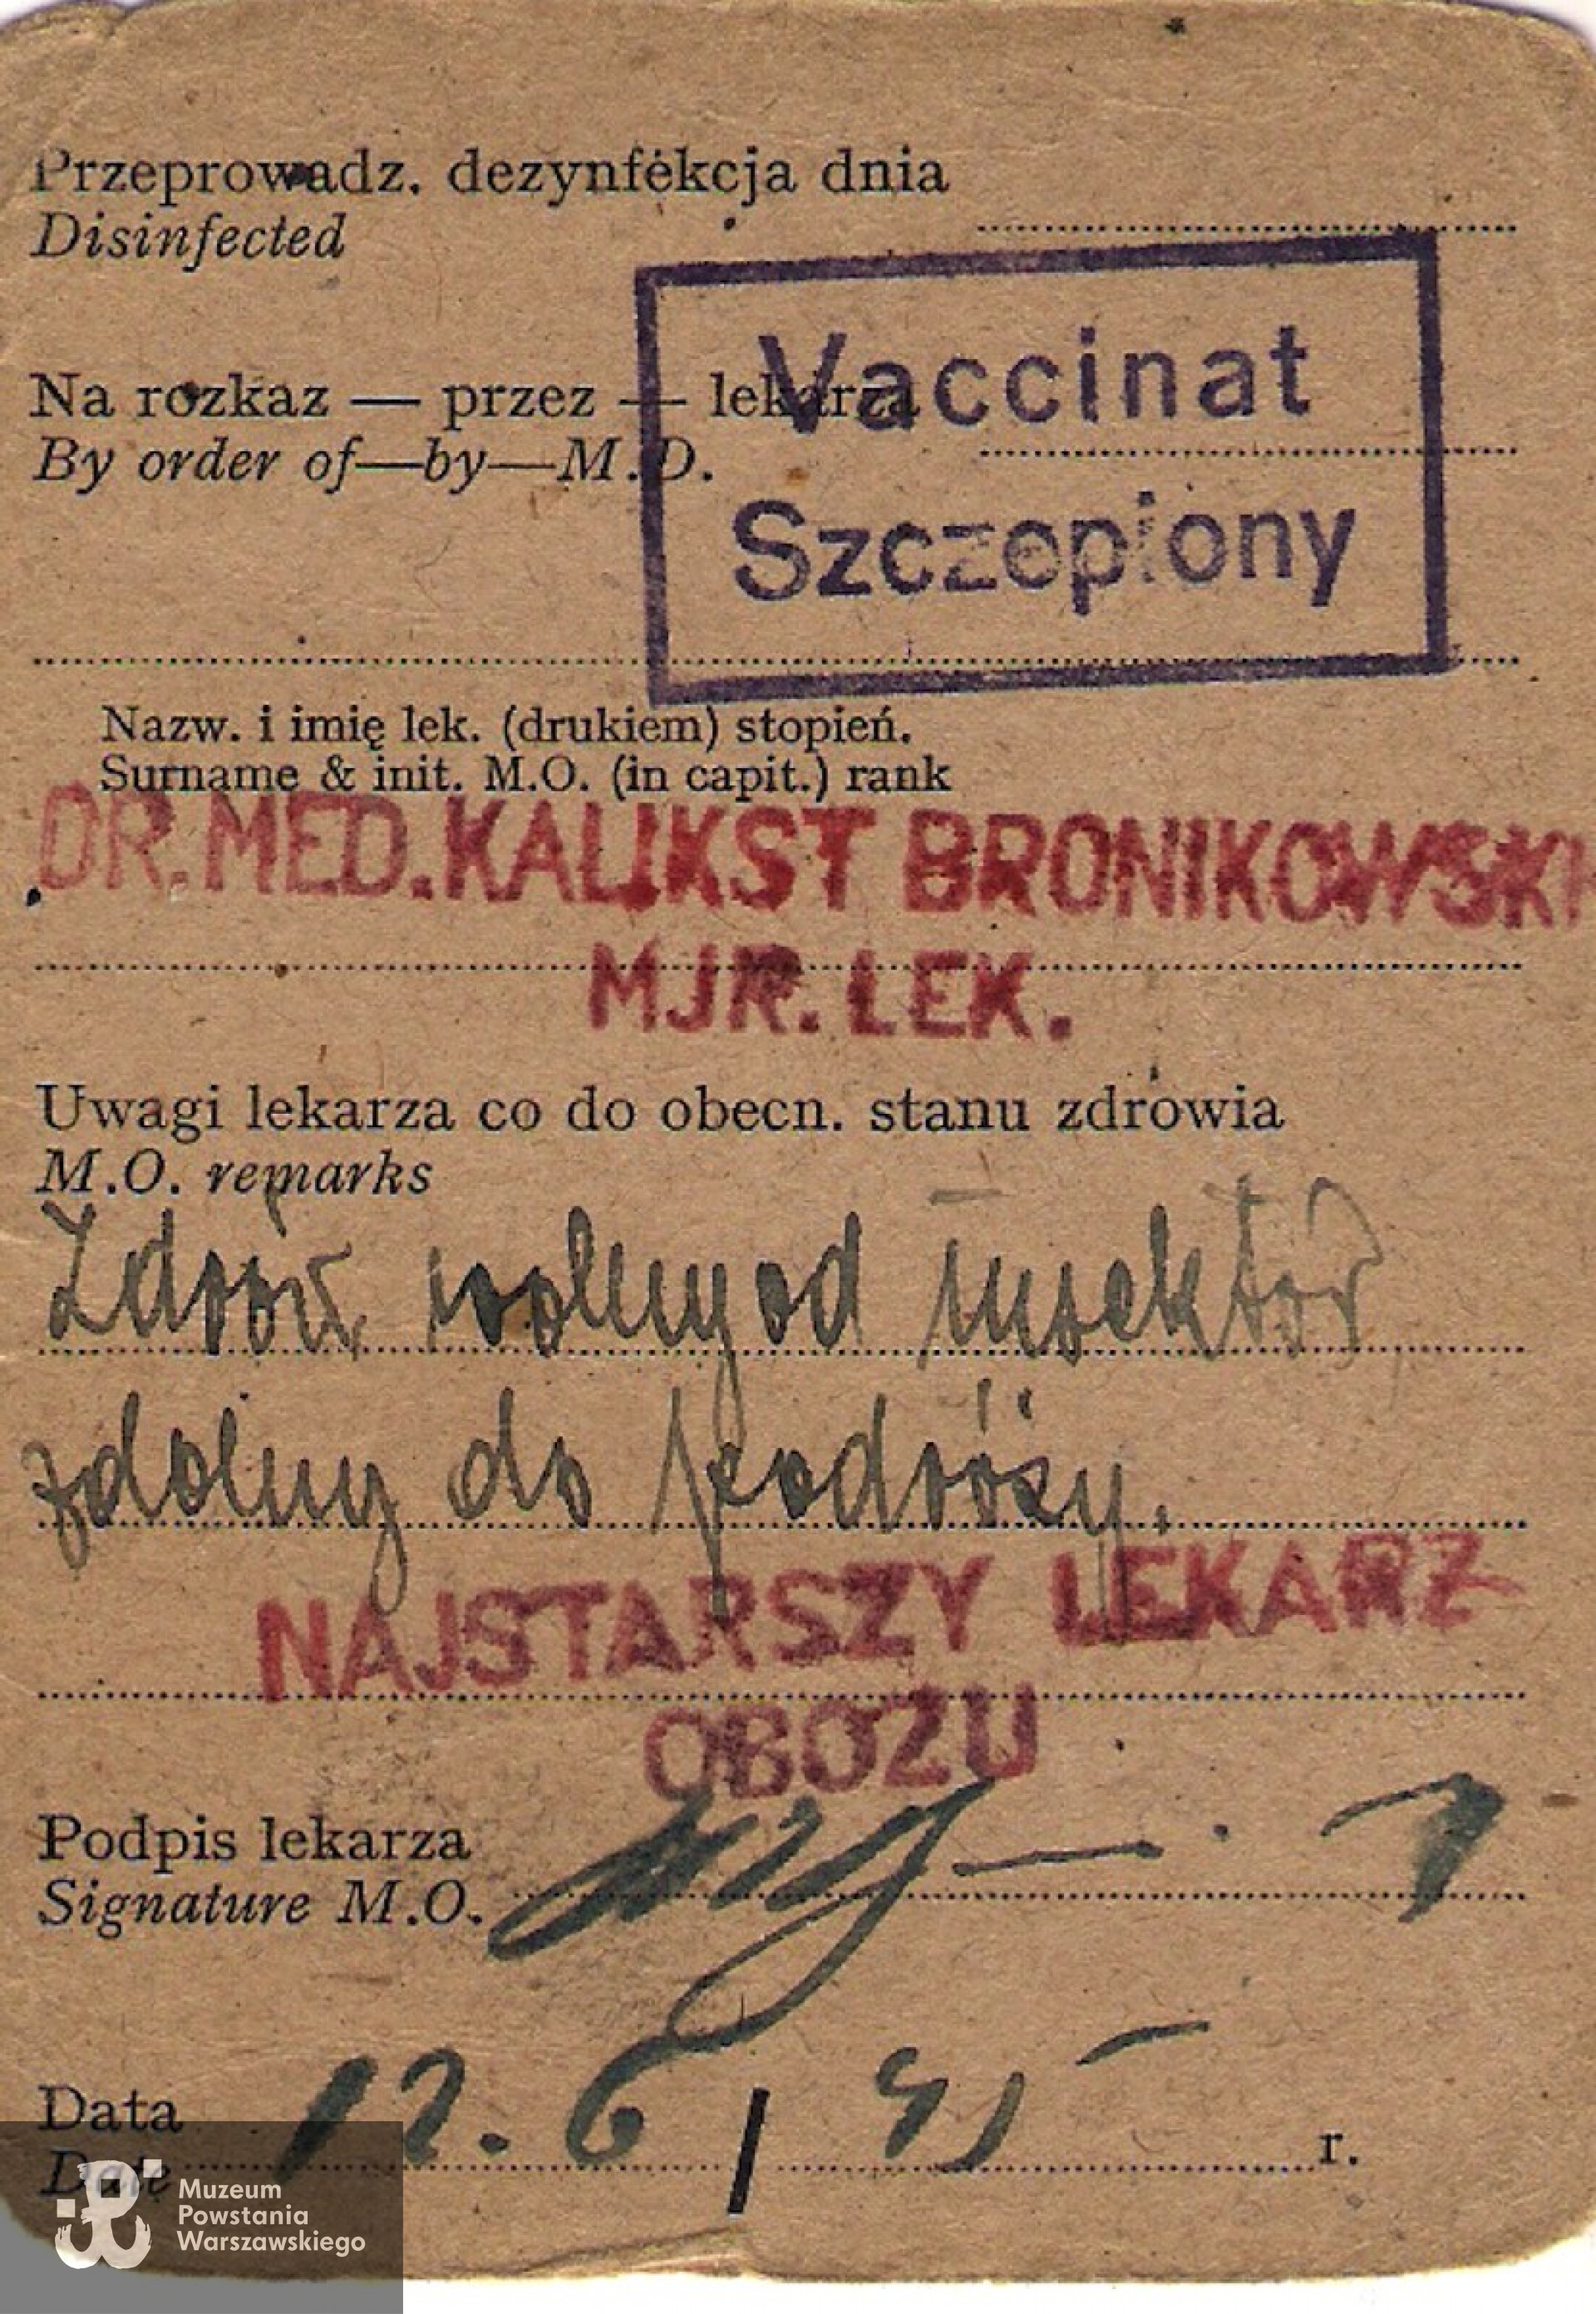 Przeprowadz. dezynfekcja dnia
Disinfected
Vaccinat
Na rozkaz — przez — lekarza
By order of—by—M.D.
Szczepiony
Nazw. i imię lek. (drukiem) stopień.
Surname & init. M.O. (in capit.) rank
DR. MED. KALIKST BRONIKOWSKI
MJR. LEK.
Uwagi lekarza co do obecn. stanu zdrowia
M.O. remarks
Zdrów, wolny od insektów
zdolny do podróży.
NAJSTARSZY LEKARZ
OBOZU
Podpis lekarza
Signature M.O.
Data 12. 6 / 45 r.
Date
Muzeum
Powstania
Warszawskiego